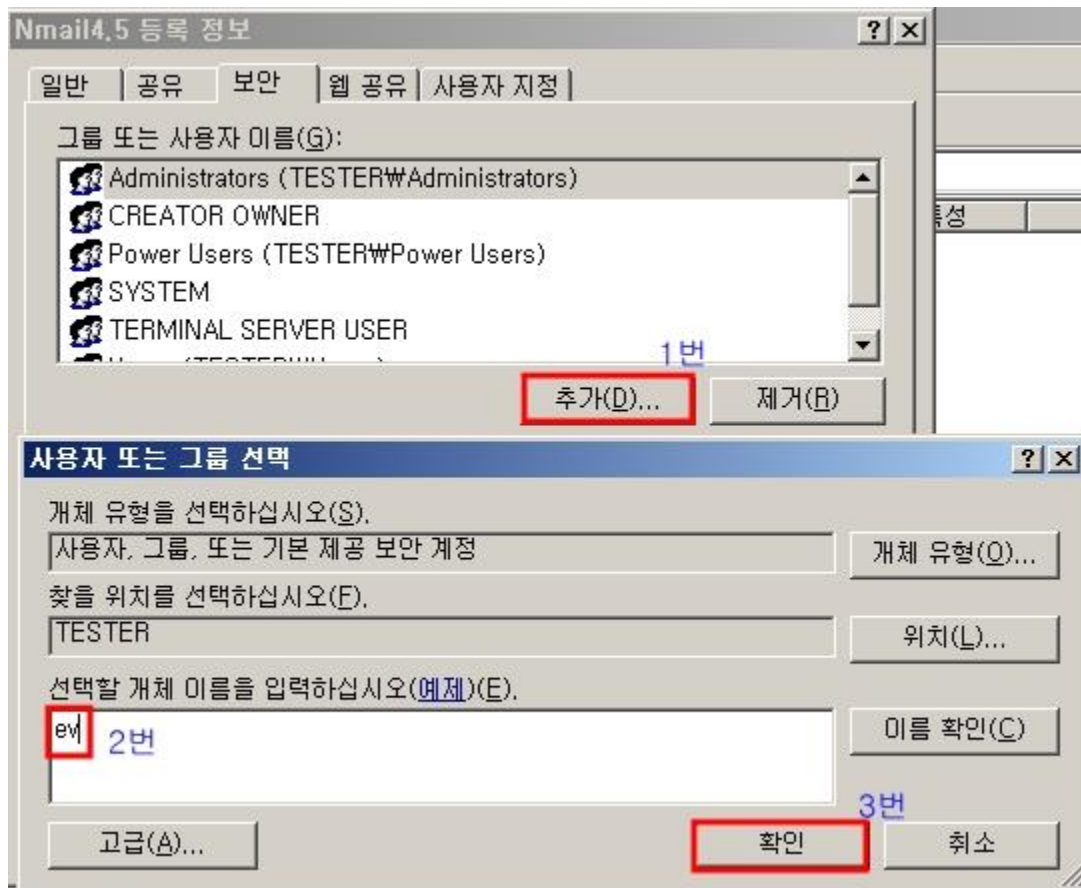 Nmail4.5 등록 정보
일반 공유 보안 웹 공유 사용자 지정
그룹 또는 사용자 이름(G):
Administrators (TESTER₩Administrators)
CREATOR OWNER
특성
Power Users (TESTER₩Power Users)
SYSTEM
TERMINAL SERVER USER
1번
추가(D)... 제거(R)
사용자 또는 그룹 선택
개체 유형을 선택하십시오(S).
사용자, 그룹, 또는 기본 제공 보안 계정
개체 유형(O)...
찾을 위치를 선택하십시오(F).
TESTER
위치(L)...
선택할 개체 이름을 입력하십시오(예제)(E).
ev
2번
이름 확인(C)
3번
고급(A)... 확인 취소